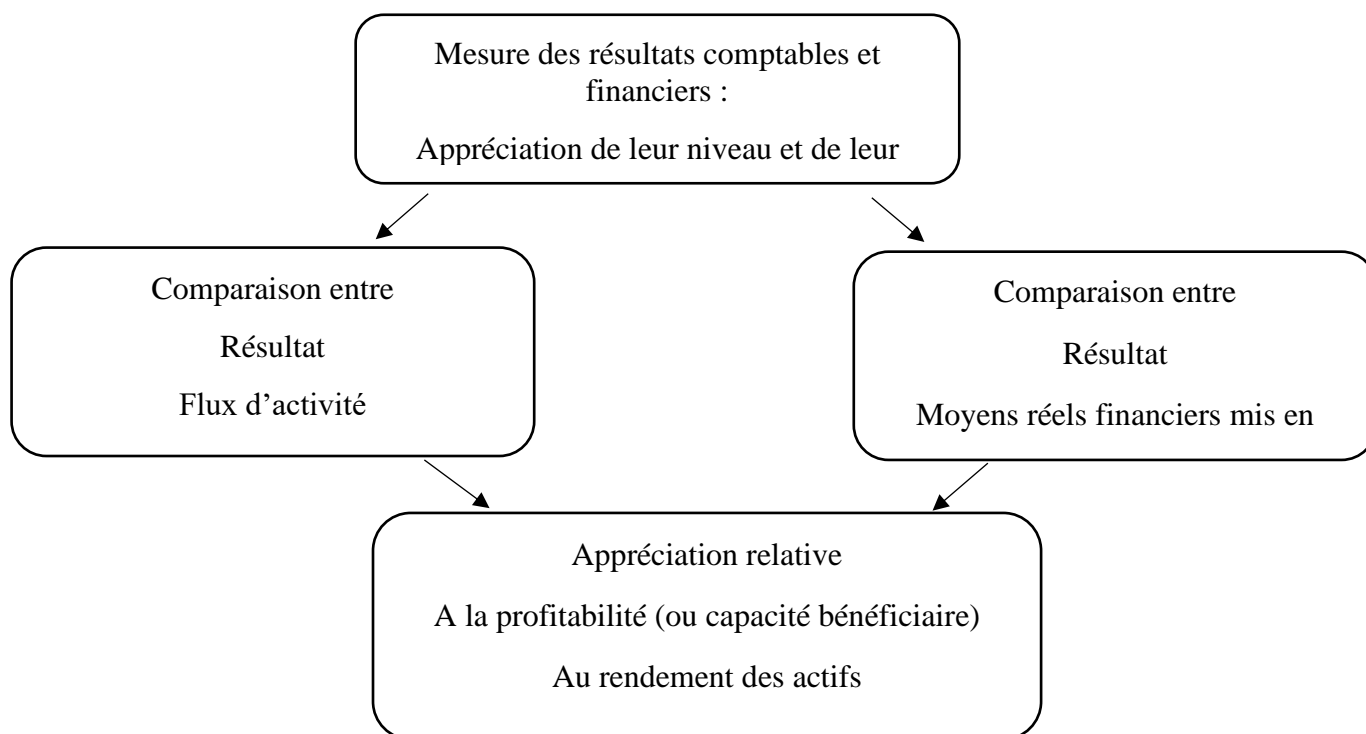 Mesure des résultats comptables et
financiers :
Appréciation de leur niveau et de leur
Comparaison entre
Résultat
Flux d’activité
Comparaison entre
Résultat
Moyens réels financiers mis en
Appréciation relative
A la profitabilité (ou capacité bénéficiaire)
Au rendement des actifs